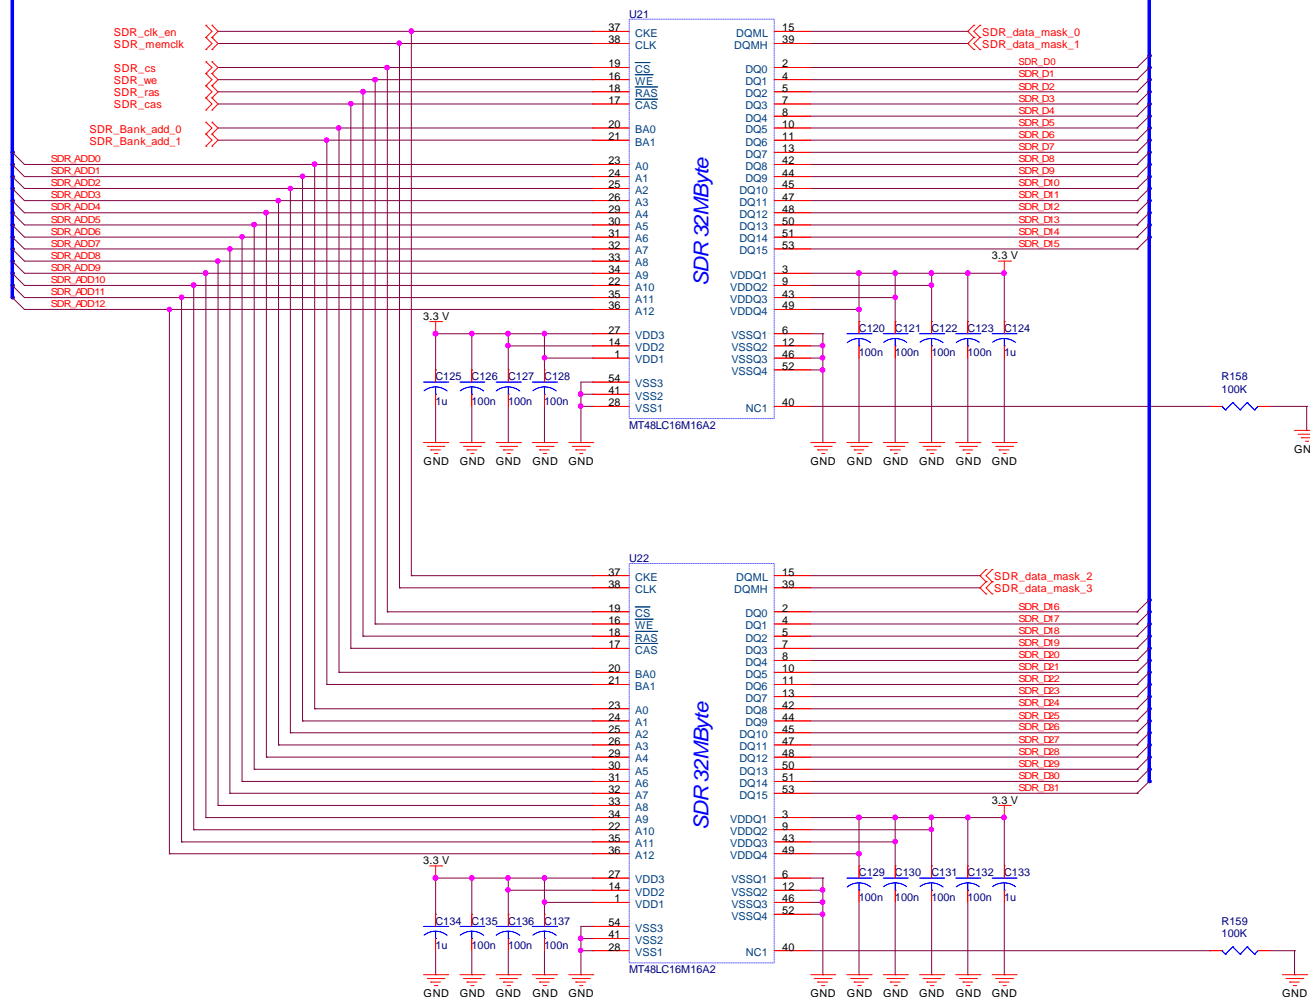 U21
SDR_clk_en 37 CKE DQML 15 SDR_data_mask_0
SDR_memclk 38 CLK DQMH 39 SDR_data_mask_1
SDR_cs 19 CS DQ0 2 SDR_D0
SDR_we 16 WE DQ1 4 SDR_D1
SDR_ras 18 RAS DQ2 5 SDR_D2
SDR_cas 17 CAS DQ3 7 SDR_D3
DQ4 8 SDR_D4
SDR_Bank_add_0 20 BA0 DQ5 10 SDR_D5
SDR_Bank_add_1 21 BA1 DQ6 11 SDR_D6
DQ7 13 SDR_D7
SDR_ADD0 23 A0 DQ8 42 SDR_D8
SDR_ADD1 24 A1 DQ9 44 SDR_D9
SDR_ADD2 25 A2 DQ10 45 SDR_D10
SDR_ADD3 26 A3 DQ11 47 SDR_D11
SDR_ADD4 29 A4 DQ12 48 SDR_D12
SDR_ADD5 30 A5 DQ13 50 SDR_D13
SDR_ADD6 31 A6 DQ14 51 SDR_D14
SDR_ADD7 32 A7 DQ15 53 SDR_D15
SDR_ADD8 33 A8 3.3 V
SDR_ADD9 34 A9 VDDQ1 3
SDR_ADD10 22 A10 VDDQ2 9
SDR_ADD11 35 A11 VDDQ3 43
SDR_ADD12 36 A12 VDDQ4 49
SDR 32MByte
3.3 V
27 VDD3 VSSQ1 6 C120 C121 C122 C123 C124
14 VDD2 VSSQ2 12 100n 100n 100n 100n 1u
1 VDD1 VSSQ3 46
VSSQ4 52
C125 C126 C127 C128 54 VSS3 R158
1u 100n 100n 100n 41 VSS2 100K
28 VSS1 NC1 40
MT48LC16M16A2
GND GND GND GND GND GND GND GND GND GND GND GN
U22
37 CKE DQML 15 SDR_data_mask_2
38 CLK DQMH 39 SDR_data_mask_3
19 CS DQ0 2 SDR_D16
16 WE DQ1 4 SDR_D17
18 RAS DQ2 5 SDR_D18
17 CAS DQ3 7 SDR_D19
DQ4 8 SDR_D20
20 BA0 DQ5 10 SDR_D21
21 BA1 DQ6 11 SDR_D22
DQ7 13 SDR_D23
23 A0 DQ8 42 SDR_D24
24 A1 DQ9 44 SDR_D25
25 A2 DQ10 45 SDR_D26
26 A3 DQ11 47 SDR_D27
29 A4 DQ12 48 SDR_D28
30 A5 DQ13 50 SDR_D29
31 A6 DQ14 51 SDR_D30
32 A7 DQ15 53 SDR_D31
33 A8 3.3 V
34 A9 VDDQ1 3
22 A10 VDDQ2 9
35 A11 VDDQ3 43
36 A12 VDDQ4 49
SDR 32MByte
3.3 V
27 VDD3 VSSQ1 6 C129 C130 C131 C132 C133
14 VDD2 VSSQ2 12 100n 100n 100n 100n 1u
1 VDD1 VSSQ3 46
VSSQ4 52
C134 C135 C136 C137 54 VSS3 R159
1u 100n 100n 100n 41 VSS2 100K
28 VSS1 NC1 40
MT48LC16M16A2
GND GND GND GND GND GND GND GND GND GND GND GND